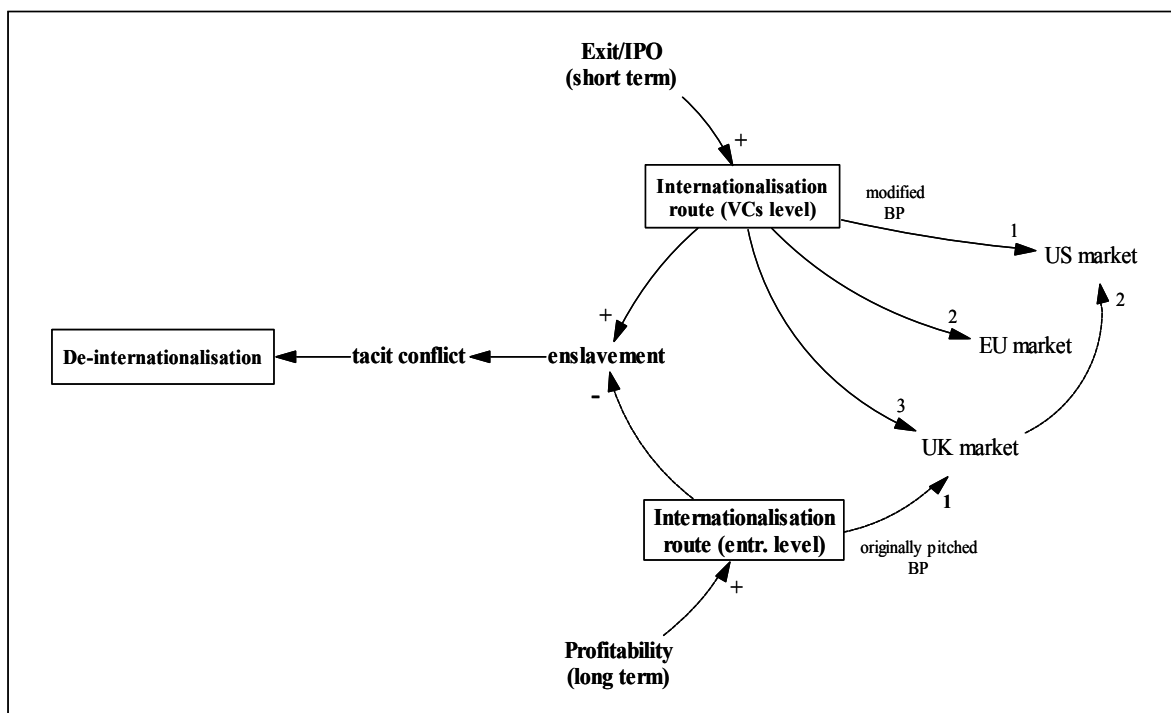 Exit/IPO
(short term)
+
Internationalisation
route (VCs level)
modified
BP
1
US market
2
+
2
EU market
De-internationalisation
tacit conflict
enslavement
-
3
UK market
1
Internationalisation
route (entr. level)
originally pitched
BP
+
Profitability
(long term)